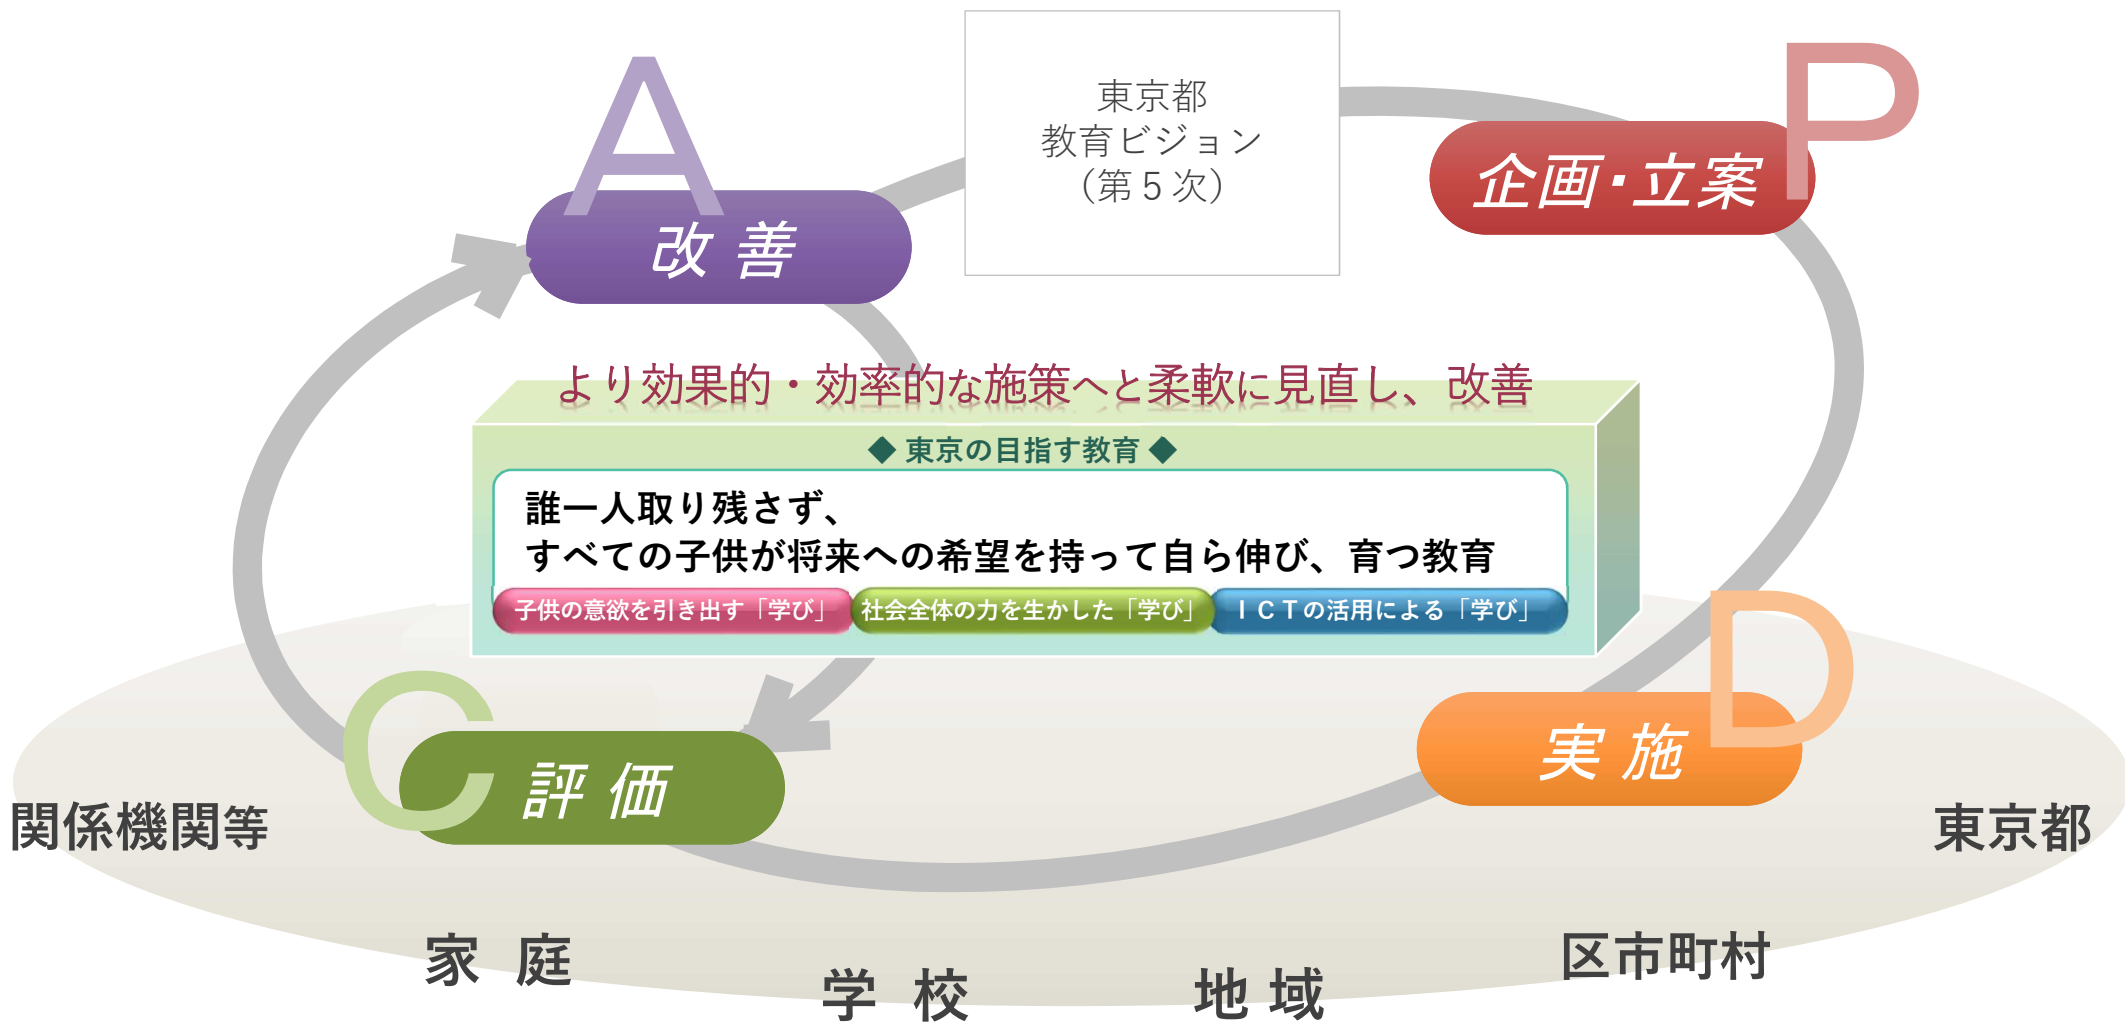 東京都
教育ビジョン
（第５次）
A
改 善
P
企画・立案
より効果的・効率的な施策へと柔軟に見直し、改善
◆ 東京の目指す教育 ◆
誰一人取り残さず、
すべての子供が将来への希望を持って自ら伸び、育つ教育
子供の意欲を引き出す「学び」
社会全体の力を生かした「学び」
ＩＣＴの活用による「学び」
C
評 価
D
実 施
関係機関等
家 庭
学 校
地 域
区市町村
東京都